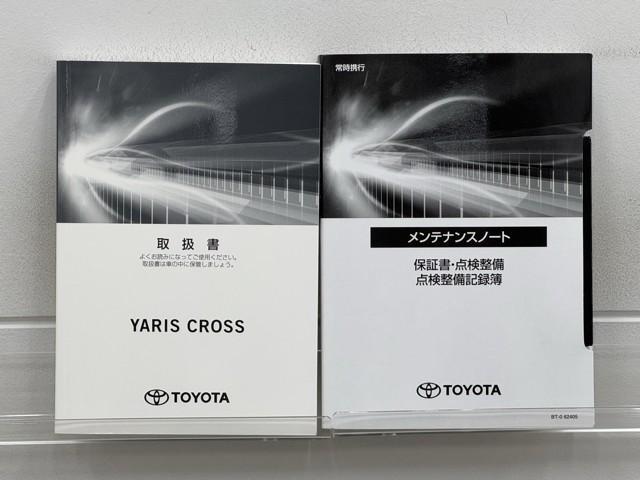 取扱書
よくお読みになってご使用ください。
取扱書は車の中に保管しましょう。
YARIS CROSS
TOYOTA
常時携行
メンテナンスノート
保証書・点検整備
点検整備記録簿
TOYOTA
BT-0 62405